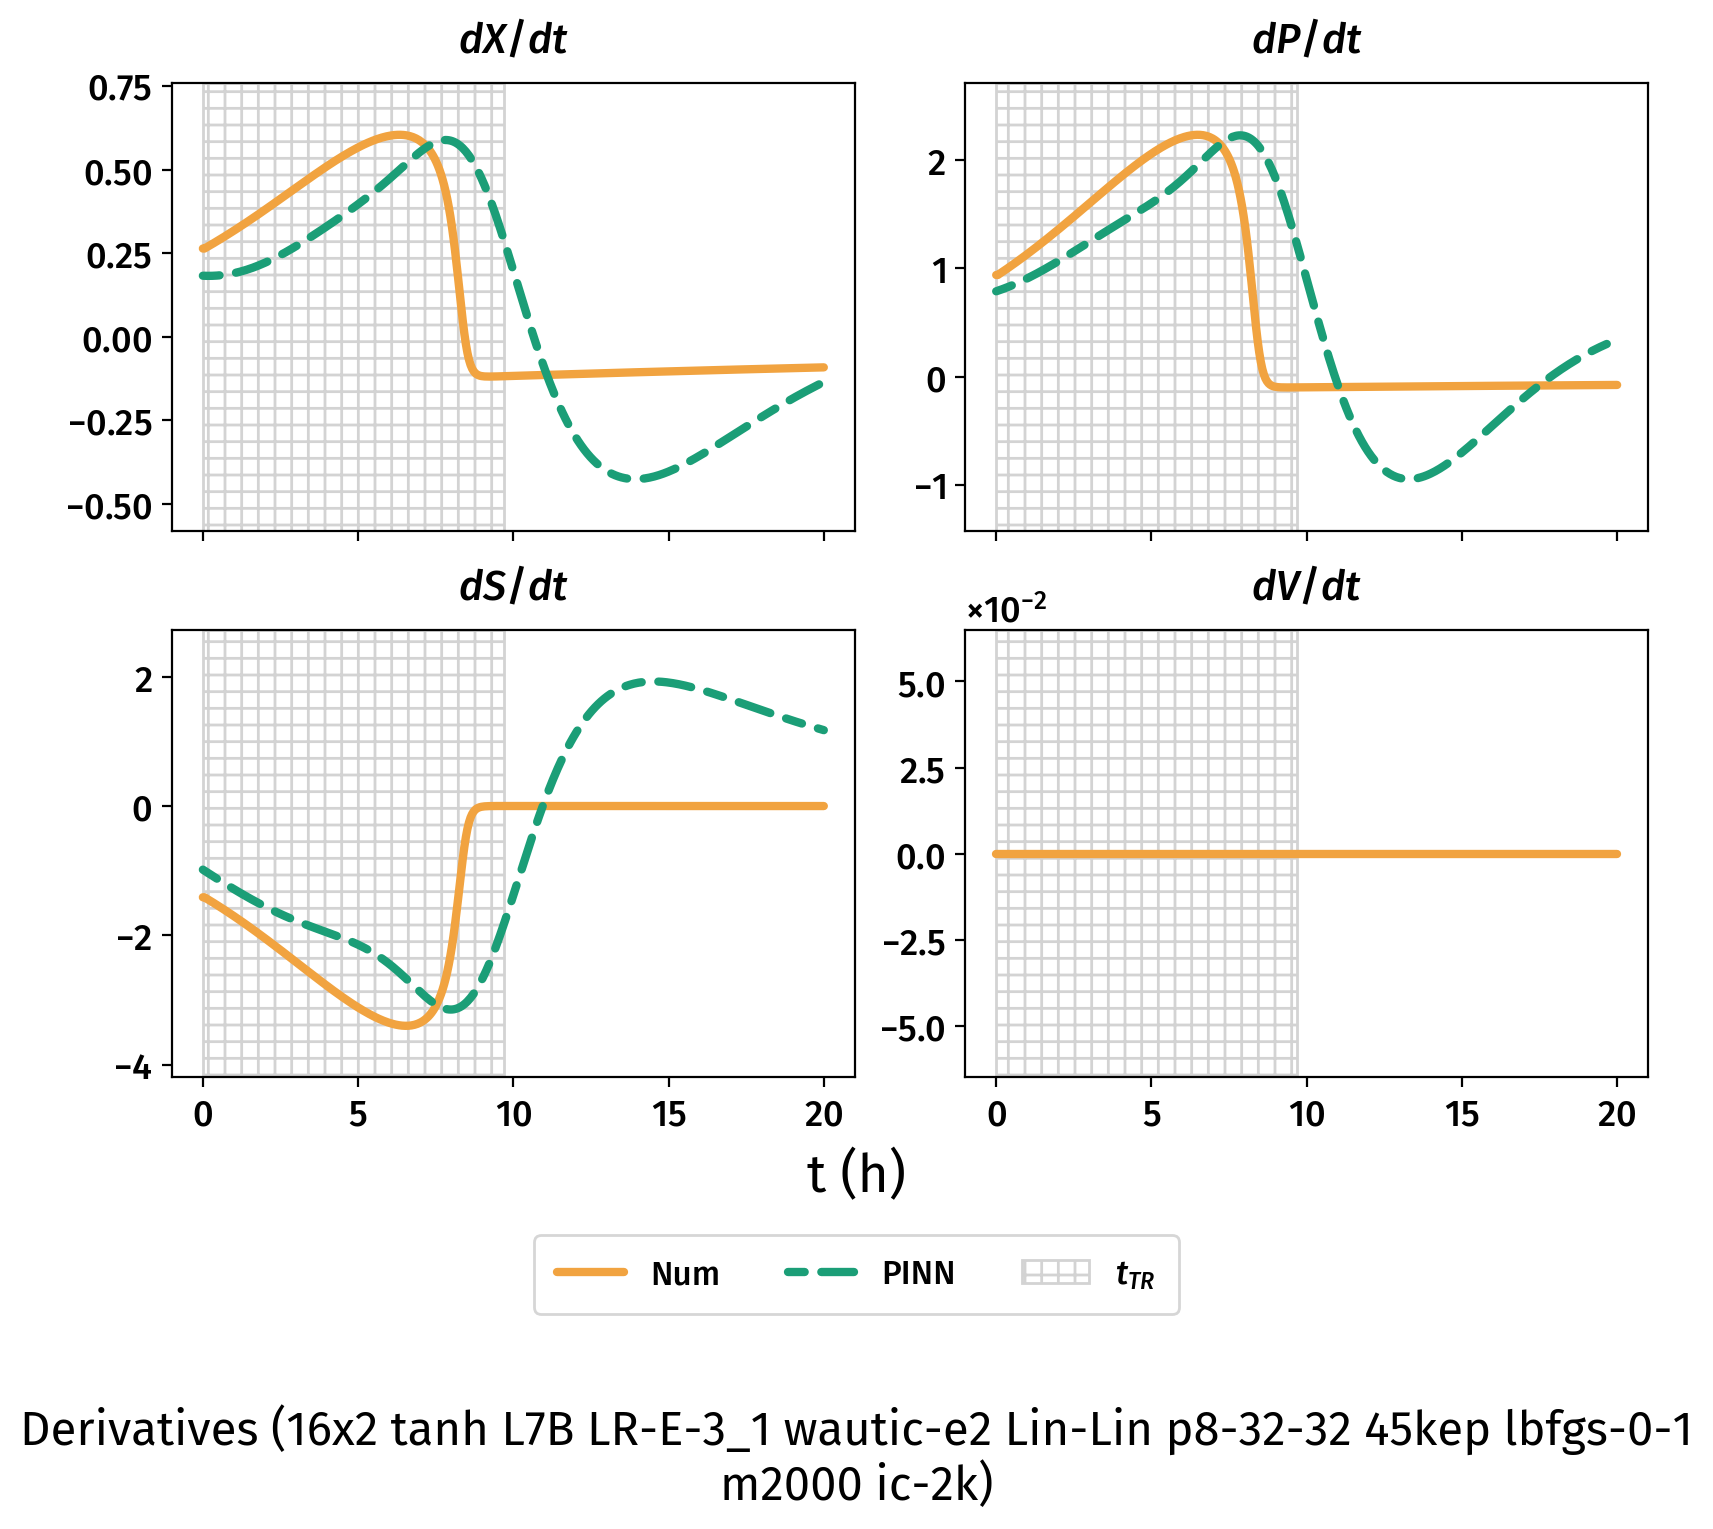 dX/dt
dP/dt
0.75
0.50
0.25
0.00
−0.25
−0.50
2
1
0
−1
dS/dt
dV/dt
×10⁻²
2
0
−2
−4
5.0
2.5
0.0
−2.5
−5.0
0 5 10 15 20
0 5 10 15 20
t (h)
Num PINN t_TR
Derivatives (16x2 tanh L7B LR-E-3_1 wautic-e2 Lin-Lin p8-32-32 45kep lbfgs-0-1
m2000 ic-2k)